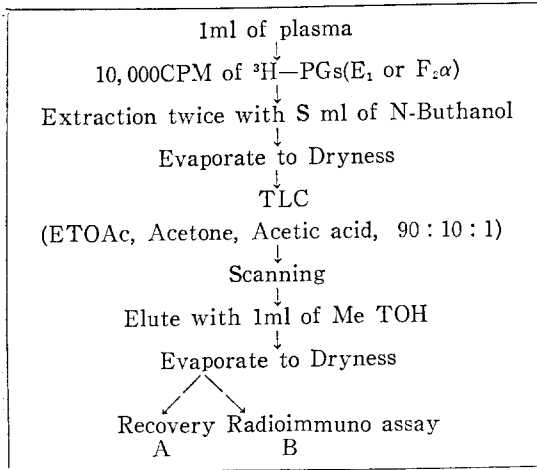 1ml of plasma
10,000CPM of ³H—PGs(E₁ or F₂α)
Extraction twice with S ml of N-Buthanol
Evaporate to Dryness
TLC
(ETOAc, Acetone, Acetic acid, 90 : 10 : 1)
Scanning
Elute with 1ml of Me TOH
Evaporate to Dryness
Recovery Radioimmuno assay
A B